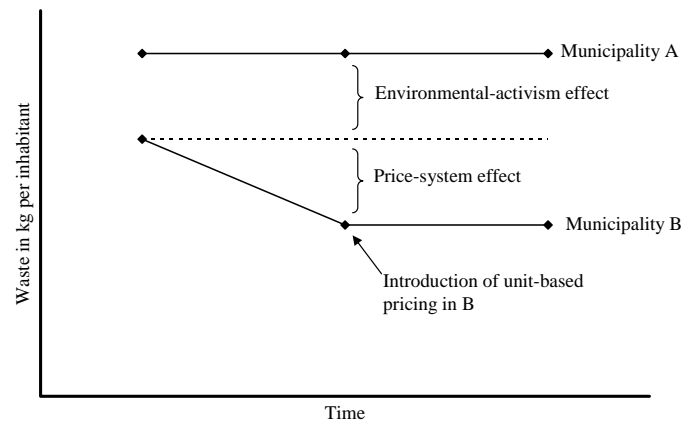 Municipality A
Environmental-activism effect
Price-system effect
Municipality B
Introduction of unit-based
pricing in B
Waste in kg per inhabitant
Time